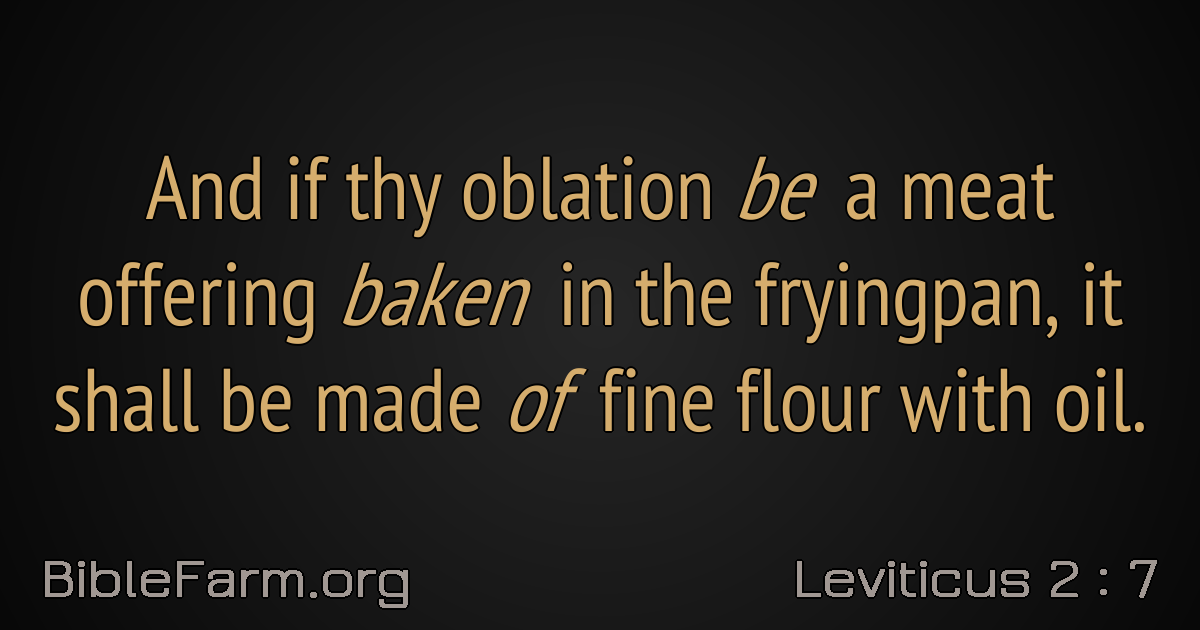 And if thy oblation be a meat
offering baken in the fryingpan, it
shall be made of fine flour with oil.
BibleFarm.org
Leviticus 2 : 7